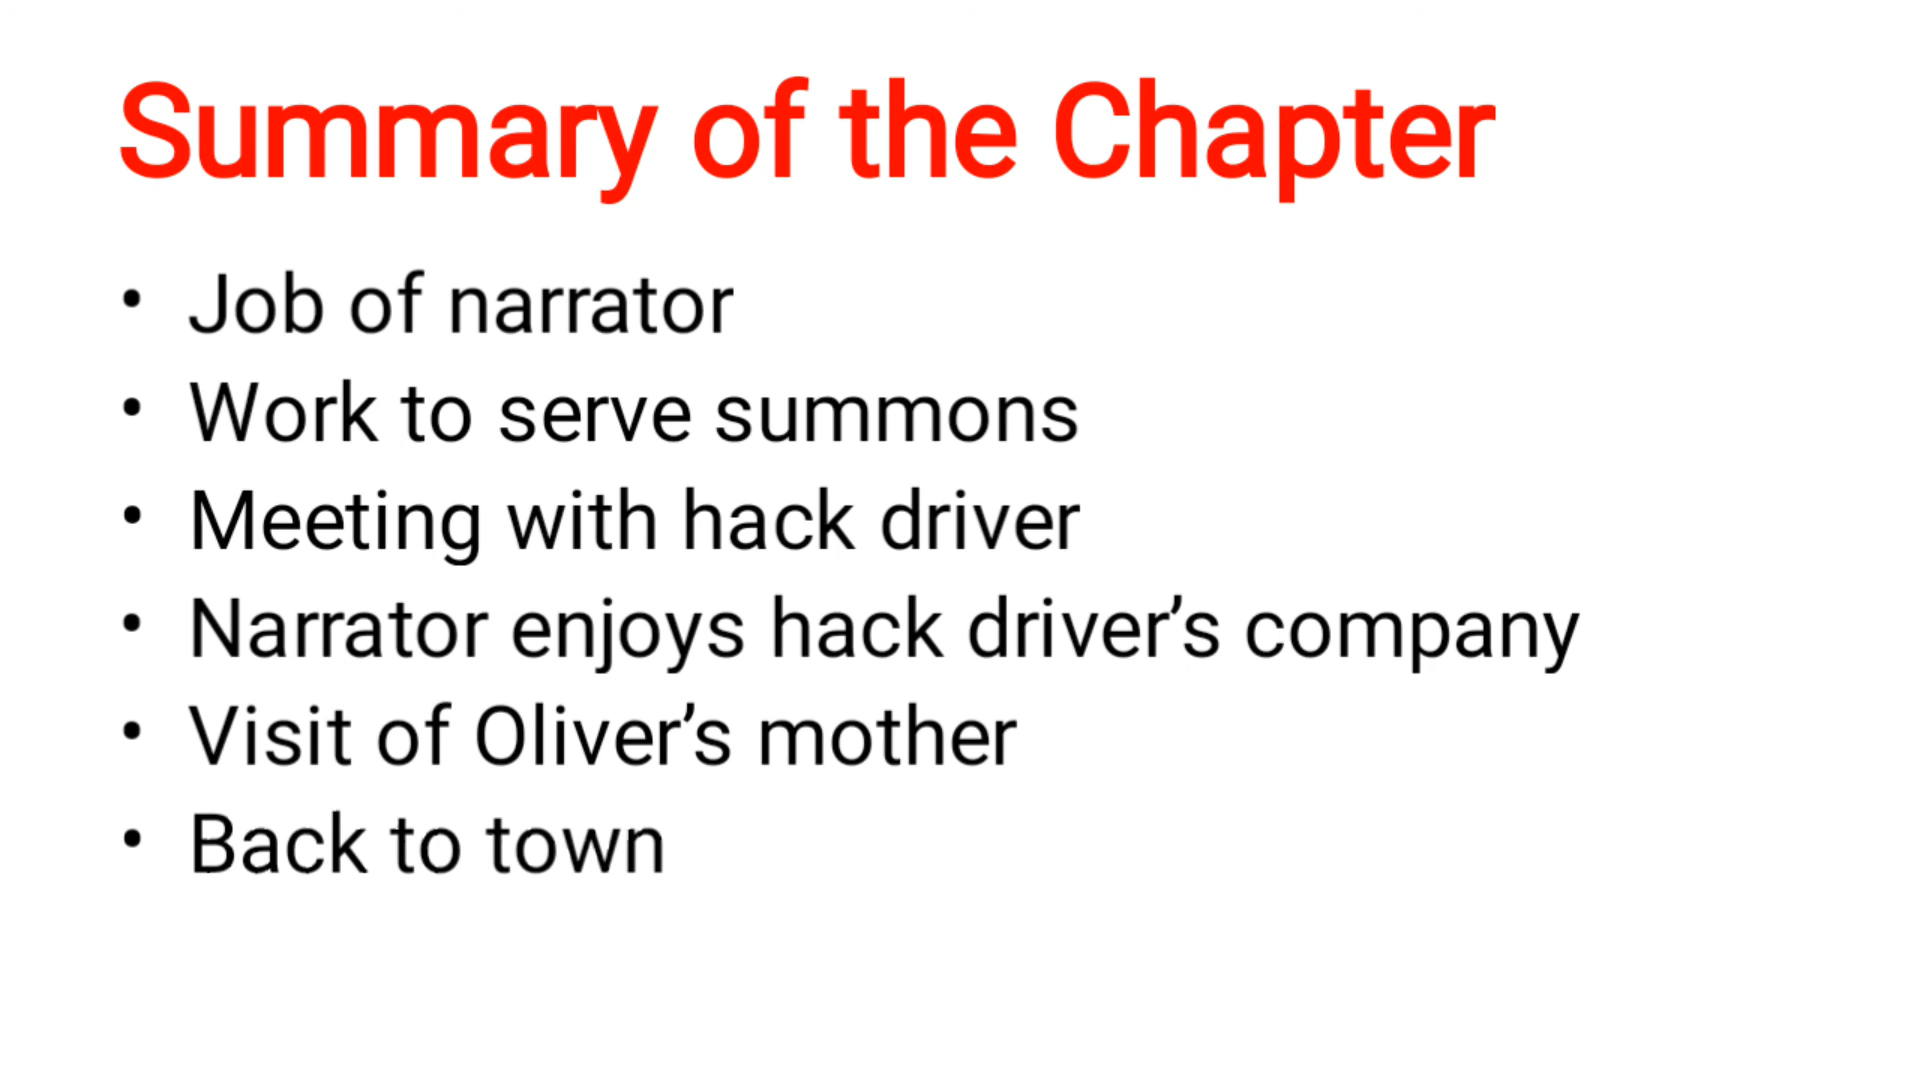 Summary of the Chapter
• Job of narrator
• Work to serve summons
• Meeting with hack driver
• Narrator enjoys hack driver’s company
• Visit of Oliver’s mother
• Back to town